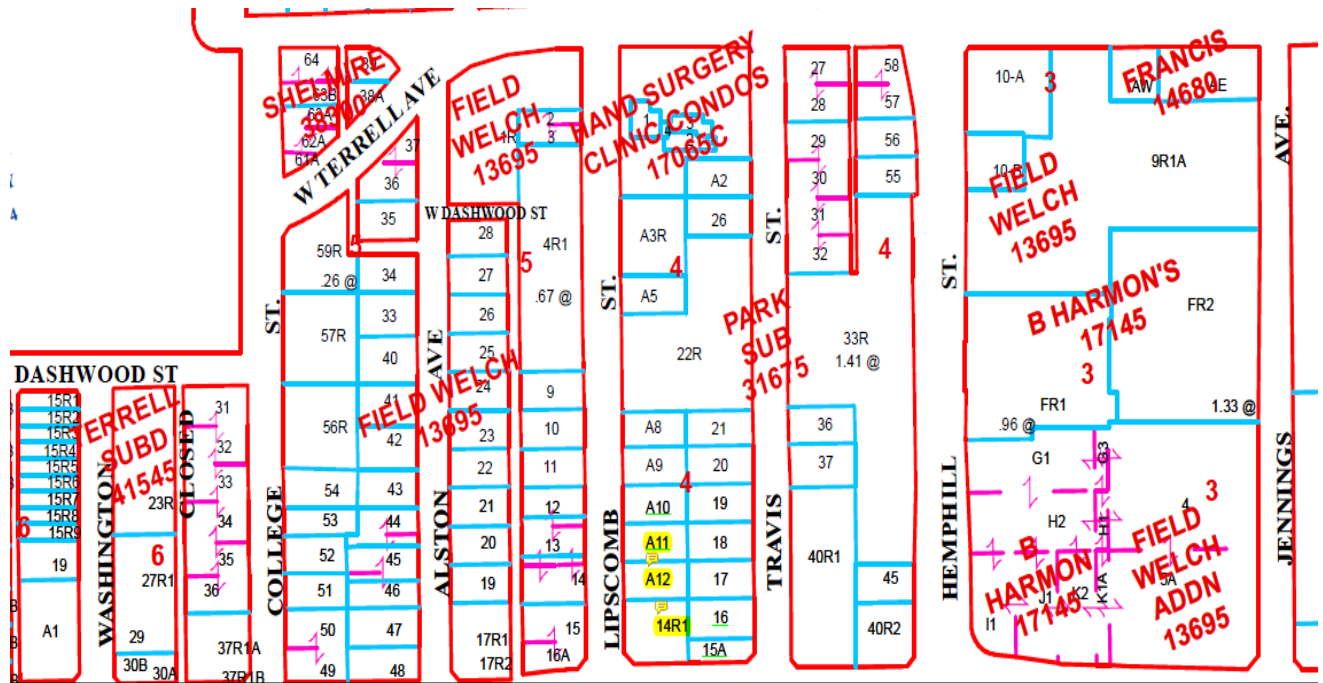 64
63B
63A
62A
61A
39
38A
37
36
35
SHELMIRE
38300
W TERRELL AVE
59R
.26 @
5
34
57R
33
40
41
56R
42
54
43
53
44
52
45
51
46
50
47
49
48
ST.
COLLEGE
FIELD
WELCH
13695
1R
2
3
W DASHWOOD ST
28
27
26
25
24
23
22
21
20
19
17R1
17R2
5
4R1
.67 @
9
10
11
12
13
14
15
16A
FIELD WELCH
13695
AVE
ALSTON
HAND SURGERY
CLINIC CONDOS
17065C
1
4
3
2
A2
26
A3R
4
A5
22R
A8
21
A9
20
4
A10
19
A11
18
A12
17
14R1
16
15A
ST.
LIPSCOMB
PARK
SUB
31675
27
28
29
30
31
32
58
57
56
55
4
33R
1.41 @
36
37
40R1
45
40R2
ST.
TRAVIS
10-A
3
10-B
FRANCIS
14680
AW
AE
9R1A
FIELD
WELCH
13695
B HARMON'S
17145
3
FR2
FR1
.96 @
1.33 @
G1
G3
H2
H1
4
3
B
HARMON
17145
J1
K2
K1A
I1
5A
FIELD
WELCH
ADDN
13695
ST.
HEMPHILL
AVE.
JENNINGS
DASHWOOD ST
15R1
15R2
15R3
15R4
15R5
15R6
15R7
15R8
15R9
6
19
A1
TERRELL
SUBD
41545
WASHINGTON
23R
6
27R1
29
30B
30A
CLOSED
31
32
33
34
35
36
37R1A
37R1B
4
B
B
B